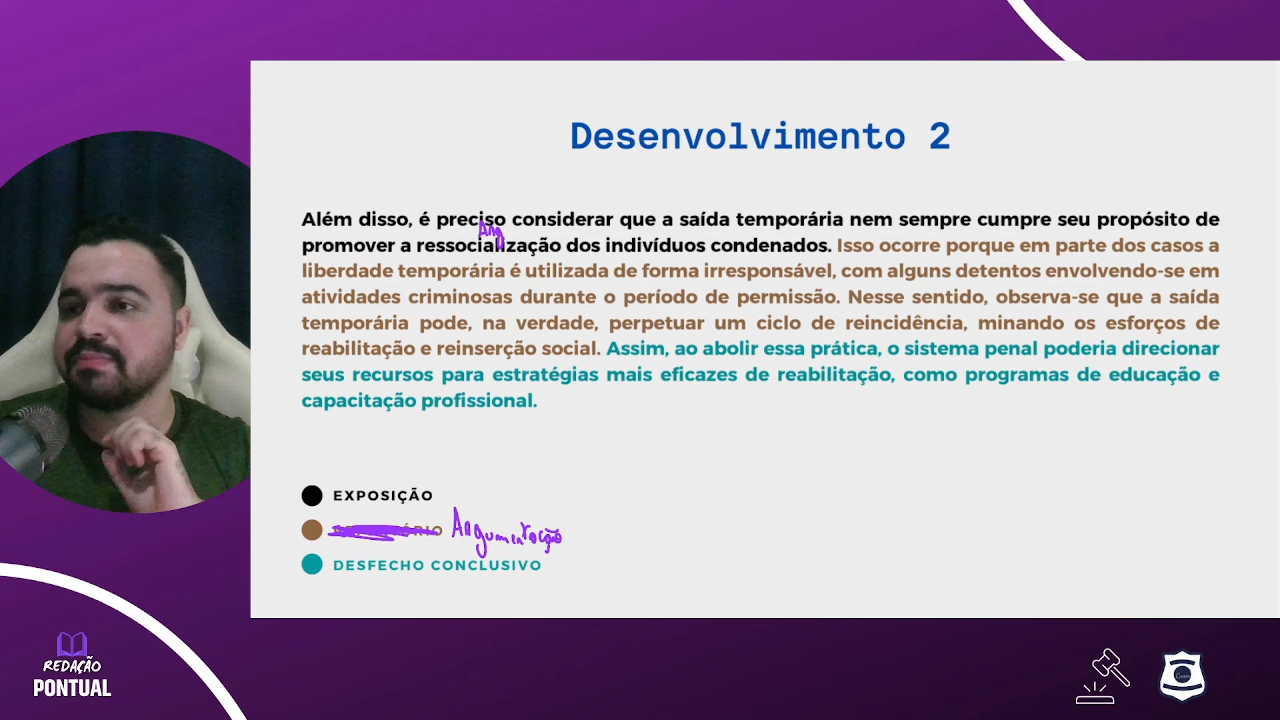 Desenvolvimento 2
Além disso, é preciso considerar que a saída temporária nem sempre cumpre seu propósito de
Arg
promover a ressocialização dos indivíduos condenados. Isso ocorre porque em parte dos casos a
liberdade temporária é utilizada de forma irresponsável, com alguns detentos envolvendo-se em
atividades criminosas durante o período de permissão. Nesse sentido, observa-se que a saída
temporária pode, na verdade, perpetuar um ciclo de reincidência, minando os esforços de
reabilitação e reinserção social. Assim, ao abolir essa prática, o sistema penal poderia direcionar
seus recursos para estratégias mais eficazes de reabilitação, como programas de educação e
capacitação profissional.
EXPOSIÇÃO
Argumentação
DESFECHO CONCLUSIVO
REDAÇÃO
PONTUAL